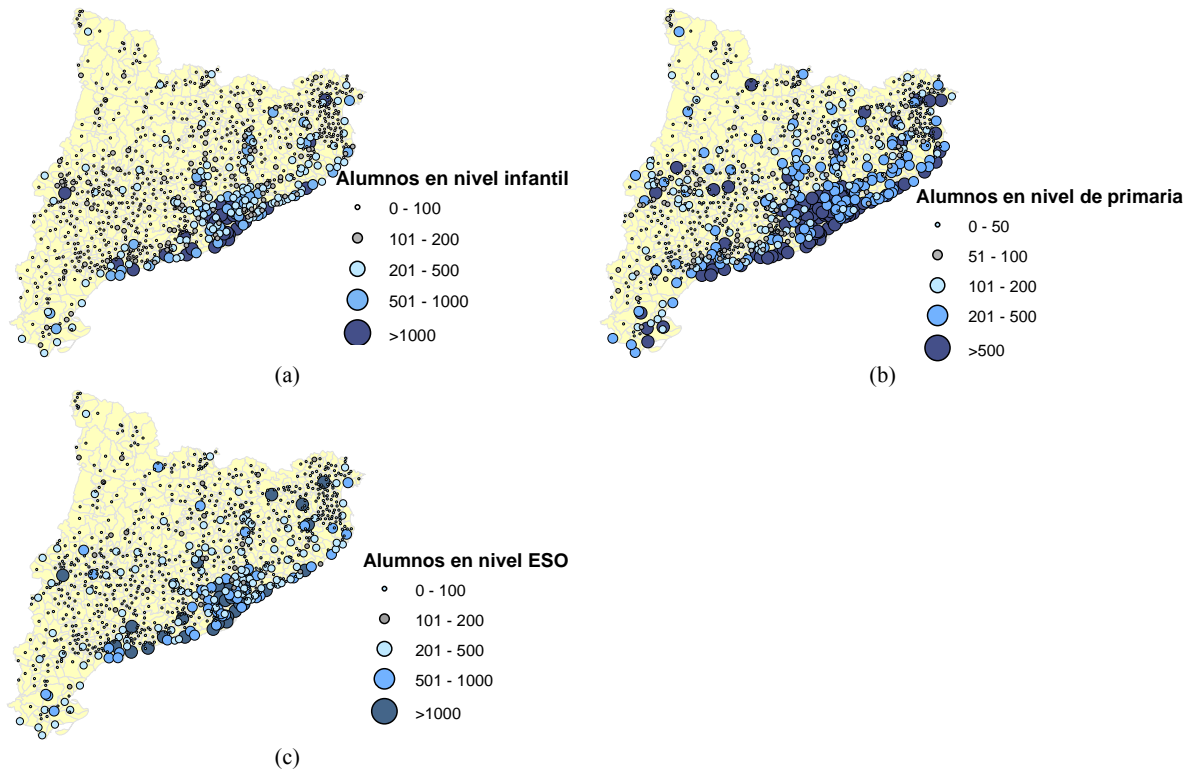 Alumnos en nivel infantil
0 - 100
101 - 200
201 - 500
501 - 1000
>1000
(a)
Alumnos en nivel de primaria
0 - 50
51 - 100
101 - 200
201 - 500
>500
(b)
Alumnos en nivel ESO
0 - 100
101 - 200
201 - 500
501 - 1000
>1000
(c)